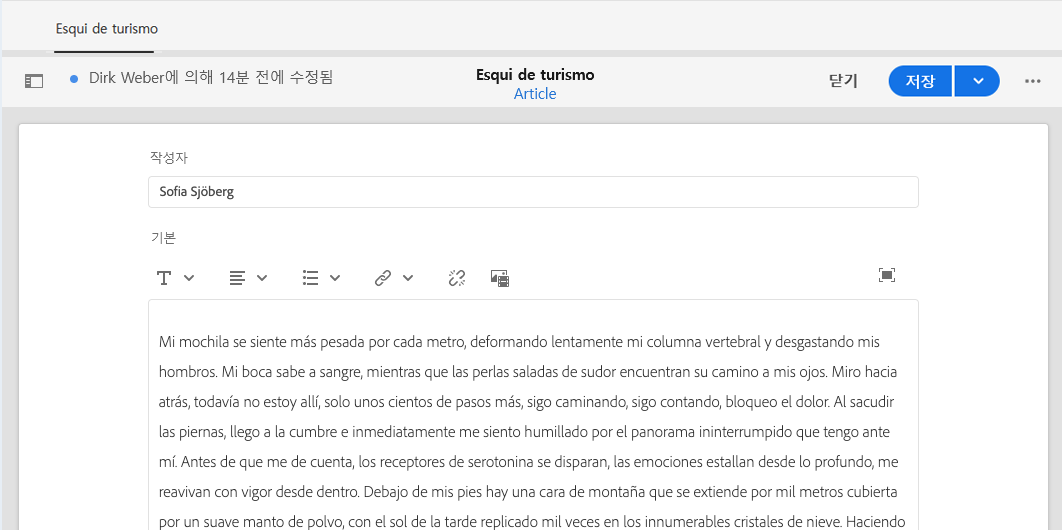 Esqui de turismo
Dirk Weber에 의해 14분 전에 수정됨
Esqui de turismo
Article
닫기
저장
작성자
Sofia Sjöberg
기본
Mi mochila se siente más pesada por cada metro, deformando lentamente mi columna vertebral y desgastando mis
hombros. Mi boca sabe a sangre, mientras que las perlas saladas de sudor encuentran su camino a mis ojos. Miro hacia
atrás, todavía no estoy allí, solo unos cientos de pasos más, sigo caminando, sigo contando, bloqueo el dolor. Al sacudir
las piernas, llego a la cumbre e inmediatamente me siento humillado por el panorama ininterrumpido que tengo ante
mí. Antes de que me de cuenta, los receptores de serotonina se disparan, las emociones estallan desde lo profundo, me
reavivan con vigor desde dentro. Debajo de mis pies hay una cara de montaña que se extiende por mil metros cubierta
por un suave manto de polvo, con el sol de la tarde replicado mil veces en los innumerables cristales de nieve. Haciendo